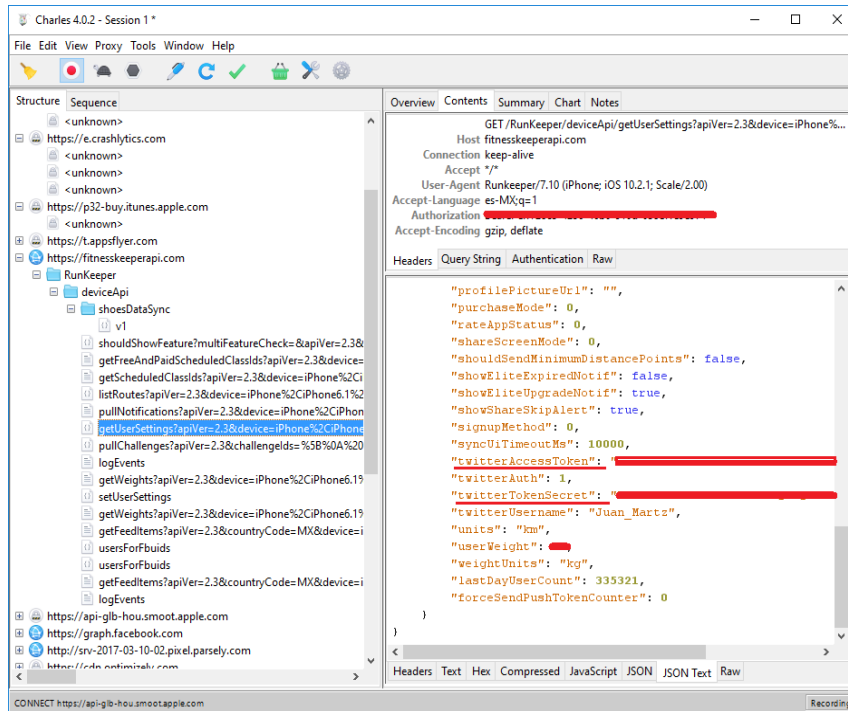 Charles 4.0.2 - Session 1 *
File Edit View Proxy Tools Window Help
Structure Sequence
<unknown>
https://e.crashlytics.com
<unknown>
<unknown>
<unknown>
https://p32-buy.itunes.apple.com
<unknown>
https://t.appsflyer.com
https://fitnesskeeperapi.com
RunKeeper
deviceApi
shoesDataSync
v1
shouldShowFeature?multiFeatureCheck=&apiVer=2.3&
getFreeAndPaidScheduledClassIds?apiVer=2.3&device=
getScheduledClassIds?apiVer=2.3&device=iPhone%2Ci
listRoutes?apiVer=2.3&device=iPhone%2CiPhone6.1%2
pullNotifications?apiVer=2.3&device=iPhone%2CiPhon
getUserSettings?apiVer=2.3&device=iPhone%2CiPhone
pullChallenges?apiVer=2.3&challengeIds=%5B%0A%20
logEvents
getWeights?apiVer=2.3&device=iPhone%2CiPhone6.1%
setUserSettings
getWeights?apiVer=2.3&device=iPhone%2CiPhone6.1%
getFeedItems?apiVer=2.3&countryCode=MX&device=i
usersForFbuids
usersForFbuids
getFeedItems?apiVer=2.3&countryCode=MX&device=i
logEvents
https://api-glb-hou.smoot.apple.com
https://graph.facebook.com
http://srv-2017-03-10-02.pixel.parsely.com
https://cdn.optimizely.com
Overview Contents Summary Chart Notes
GET /RunKeeper/deviceApi/getUserSettings?apiVer=2.3&device=iPhone%...
Host fitnesskeeperapi.com
Connection keep-alive
Accept */*
User-Agent Runkeeper/7.10 (iPhone; iOS 10.2.1; Scale/2.00)
Accept-Language es-MX;q=1
Authorization
Accept-Encoding gzip, deflate
Headers Query String Authentication Raw
"profilePictureUrl": "",
"purchaseMode": 0,
"rateAppStatus": 0,
"shareScreenMode": 0,
"shouldSendMinimumDistancePoints": false,
"showEliteExpiredNotif": false,
"showEliteUpgradeNotif": true,
"showShareSkipAlert": true,
"signupMethod": 0,
"syncUiTimeoutMs": 10000,
"twitterAccessToken": "
"twitterAuth": 1,
"twitterTokenSecret": "
"twitterUsername": "Juan_Martz",
"units": "km",
"userWeight":
"weightUnits": "kg",
"lastDayUserCount": 335321,
"forceSendPushTokenCounter": 0
}
}
Headers Text Hex Compressed JavaScript JSON JSON Text Raw
CONNECT https://api-glb-hou.smoot.apple.com
Recording